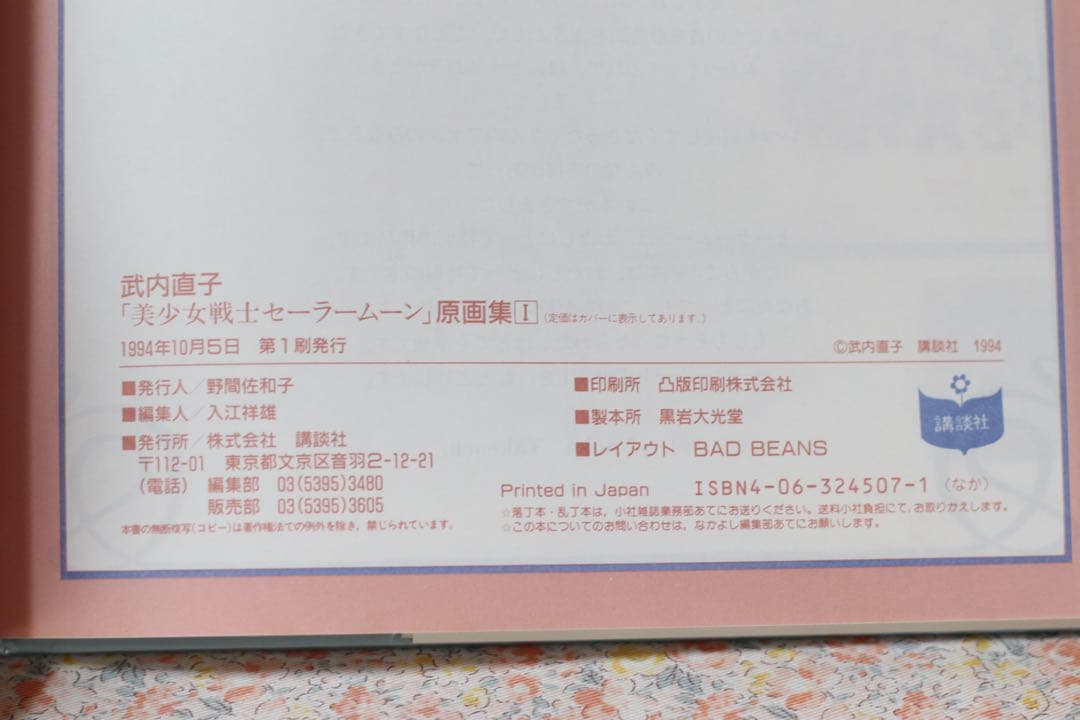 武内直子
「美少女戦士セーラームーン」原画集Ⅰ（定価はカバーに表示してあります。）
1994年10月5日　第1刷発行
©武内直子　講談社　1994
■発行人／野間佐和子
■編集人／入江祥雄
■発行所／株式会社　講談社
〒112-01　東京都文京区音羽2-12-21
（電話）　編集部　03(5395)3480
販売部　03(5395)3605
本書の無断複写(コピー)は著作権法での例外を除き、禁じられています。
■印刷所　凸版印刷株式会社
■製本所　黒岩大光堂
■レイアウト　BAD BEANS
講談社
Printed in Japan　ISBN4-06-324507-1（なか）
☆落丁本・乱丁本は、小社雑誌業務部あてにお送りください。送料小社負担にて、お取りかえします。
☆この本についてのお問い合わせは、なかよし編集部あてにお願いします。